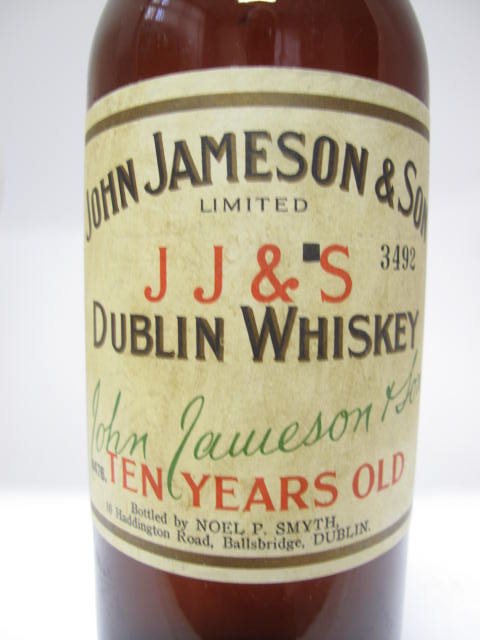 JOHN JAMESON & SON
LIMITED
J J & S
3492
DUBLIN WHISKEY
John Jameson & Son
TEN YEARS OLD
Bottled by NOEL P. SMYTH,
10 Haddington Road, Ballsbridge, DUBLIN.